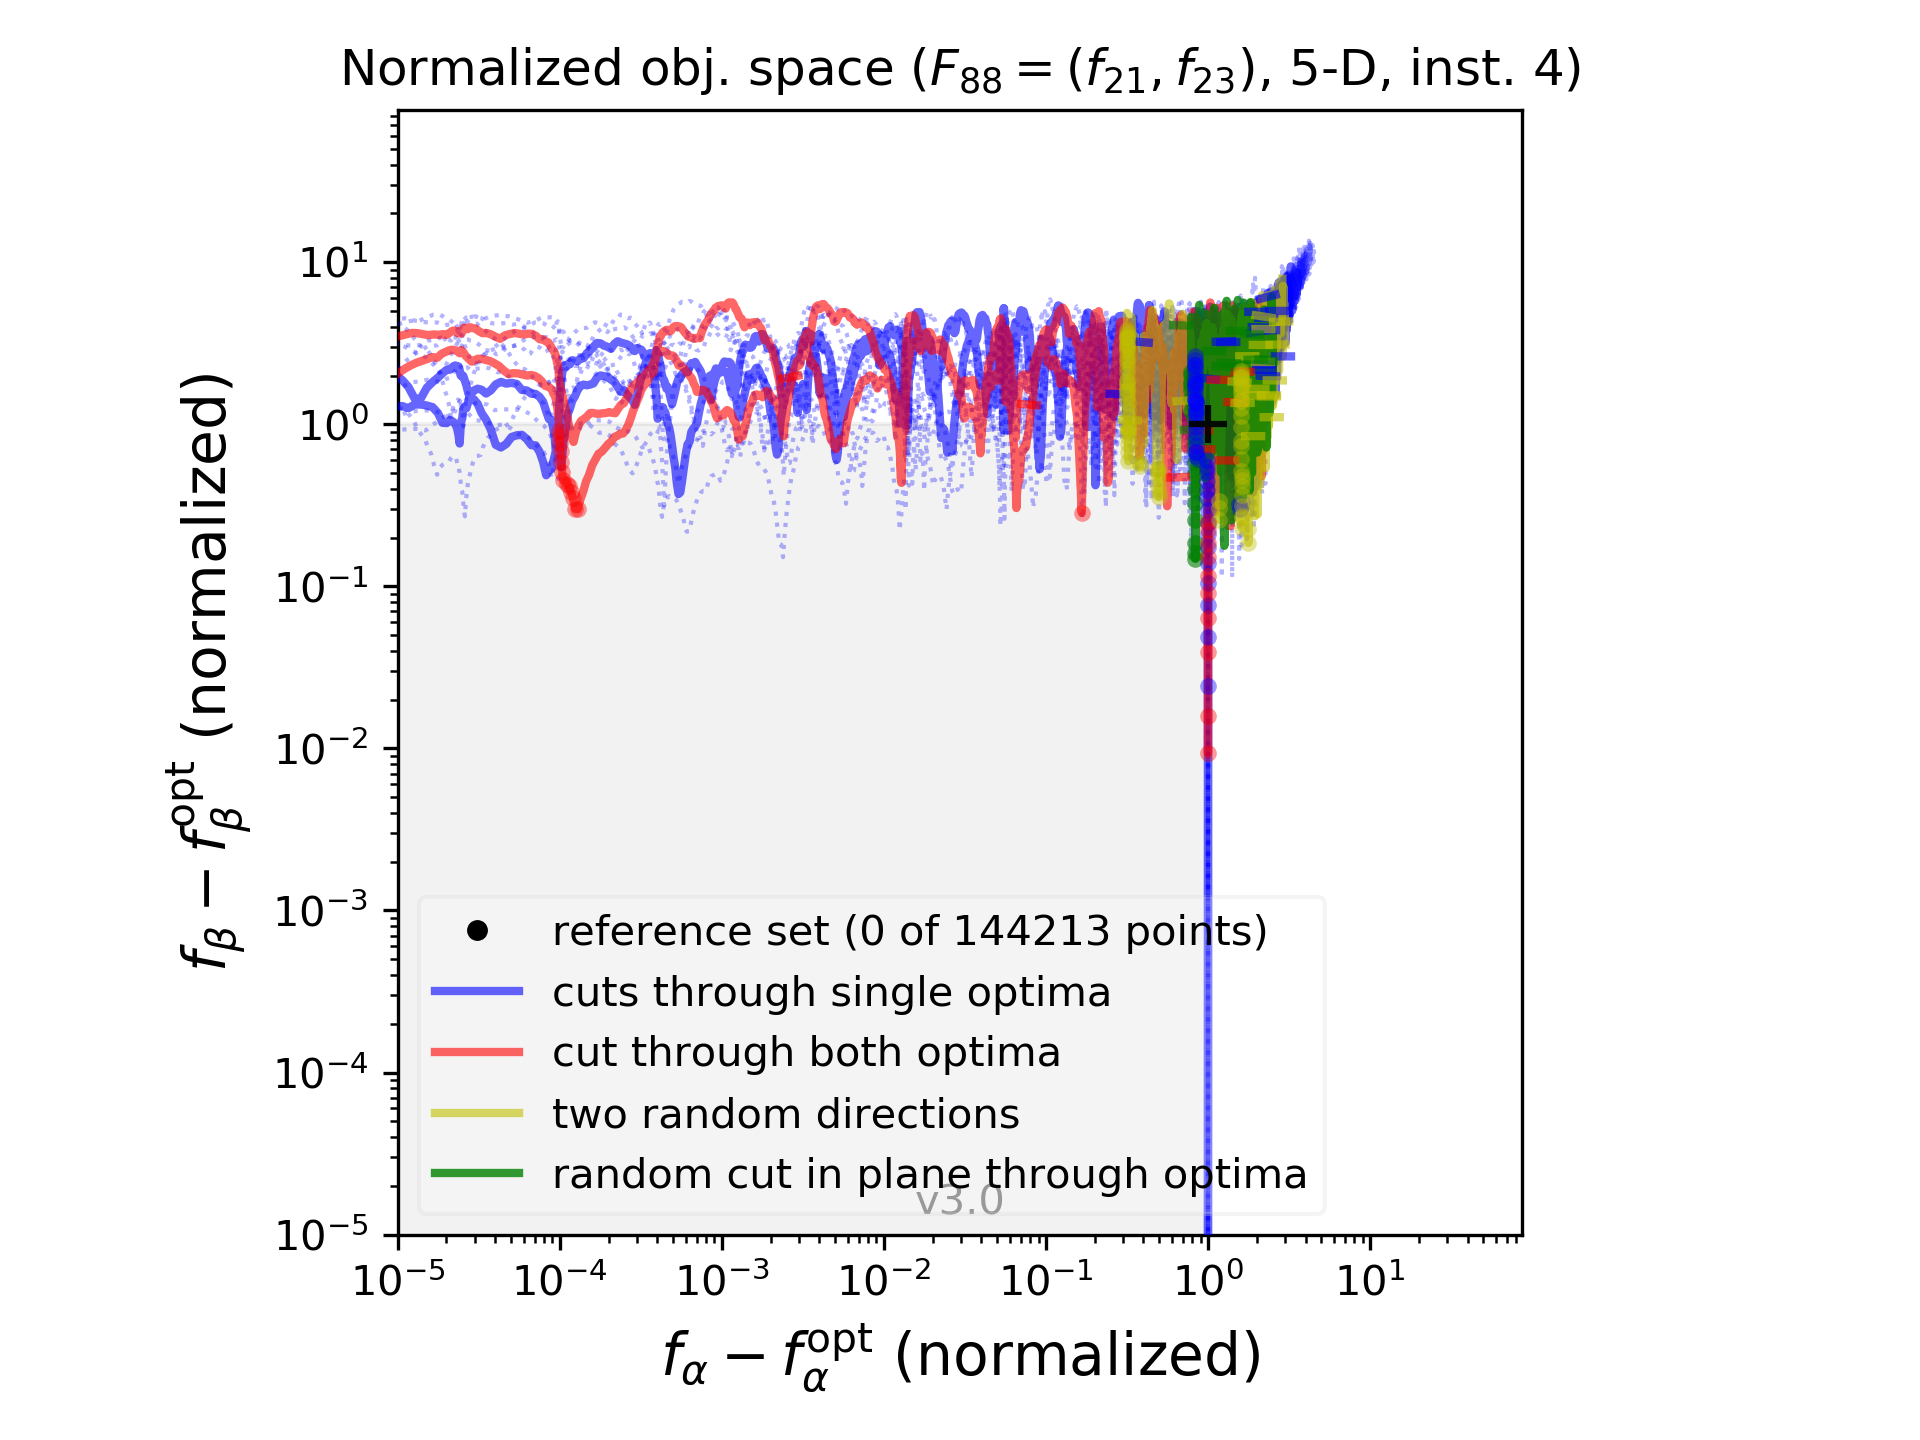 Normalized obj. space (F₈₈ = (f₂₁, f₂₃), 5-D, inst. 4)
f_β − f_β^opt (normalized)
10¹
10⁰
10⁻¹
10⁻²
10⁻³
10⁻⁴
10⁻⁵
reference set (0 of 144213 points)
cuts through single optima
cut through both optima
two random directions
random cut in plane through optima
v3.0
10⁻⁵ 10⁻⁴ 10⁻³ 10⁻² 10⁻¹ 10⁰ 10¹
f_α − f_α^opt (normalized)